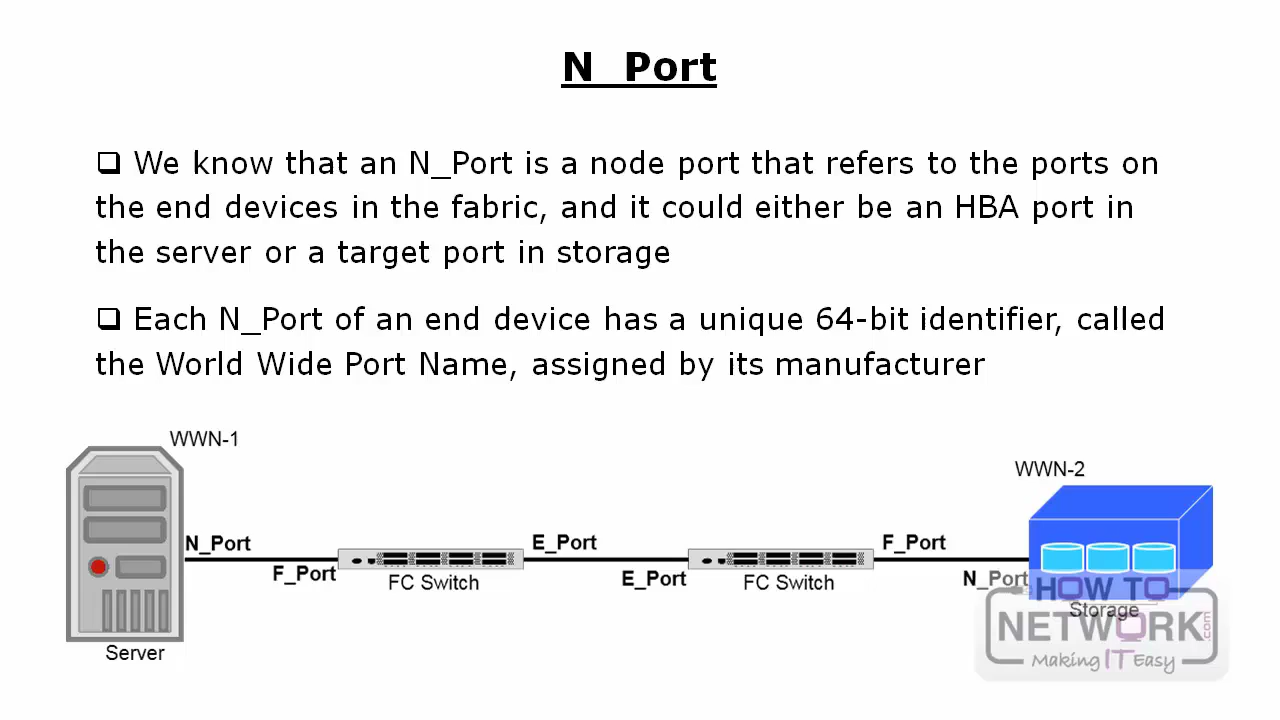 N_Port
❑ We know that an N_Port is a node port that refers to the ports on
the end devices in the fabric, and it could either be an HBA port in
the server or a target port in storage
❑ Each N_Port of an end device has a unique 64-bit identifier, called
the World Wide Port Name, assigned by its manufacturer
WWN-1
WWN-2
N_Port
F_Port
FC Switch
E_Port
E_Port
FC Switch
F_Port
N_Port
Server
Storage
HOW TO
NETWORK.com
Making IT Easy